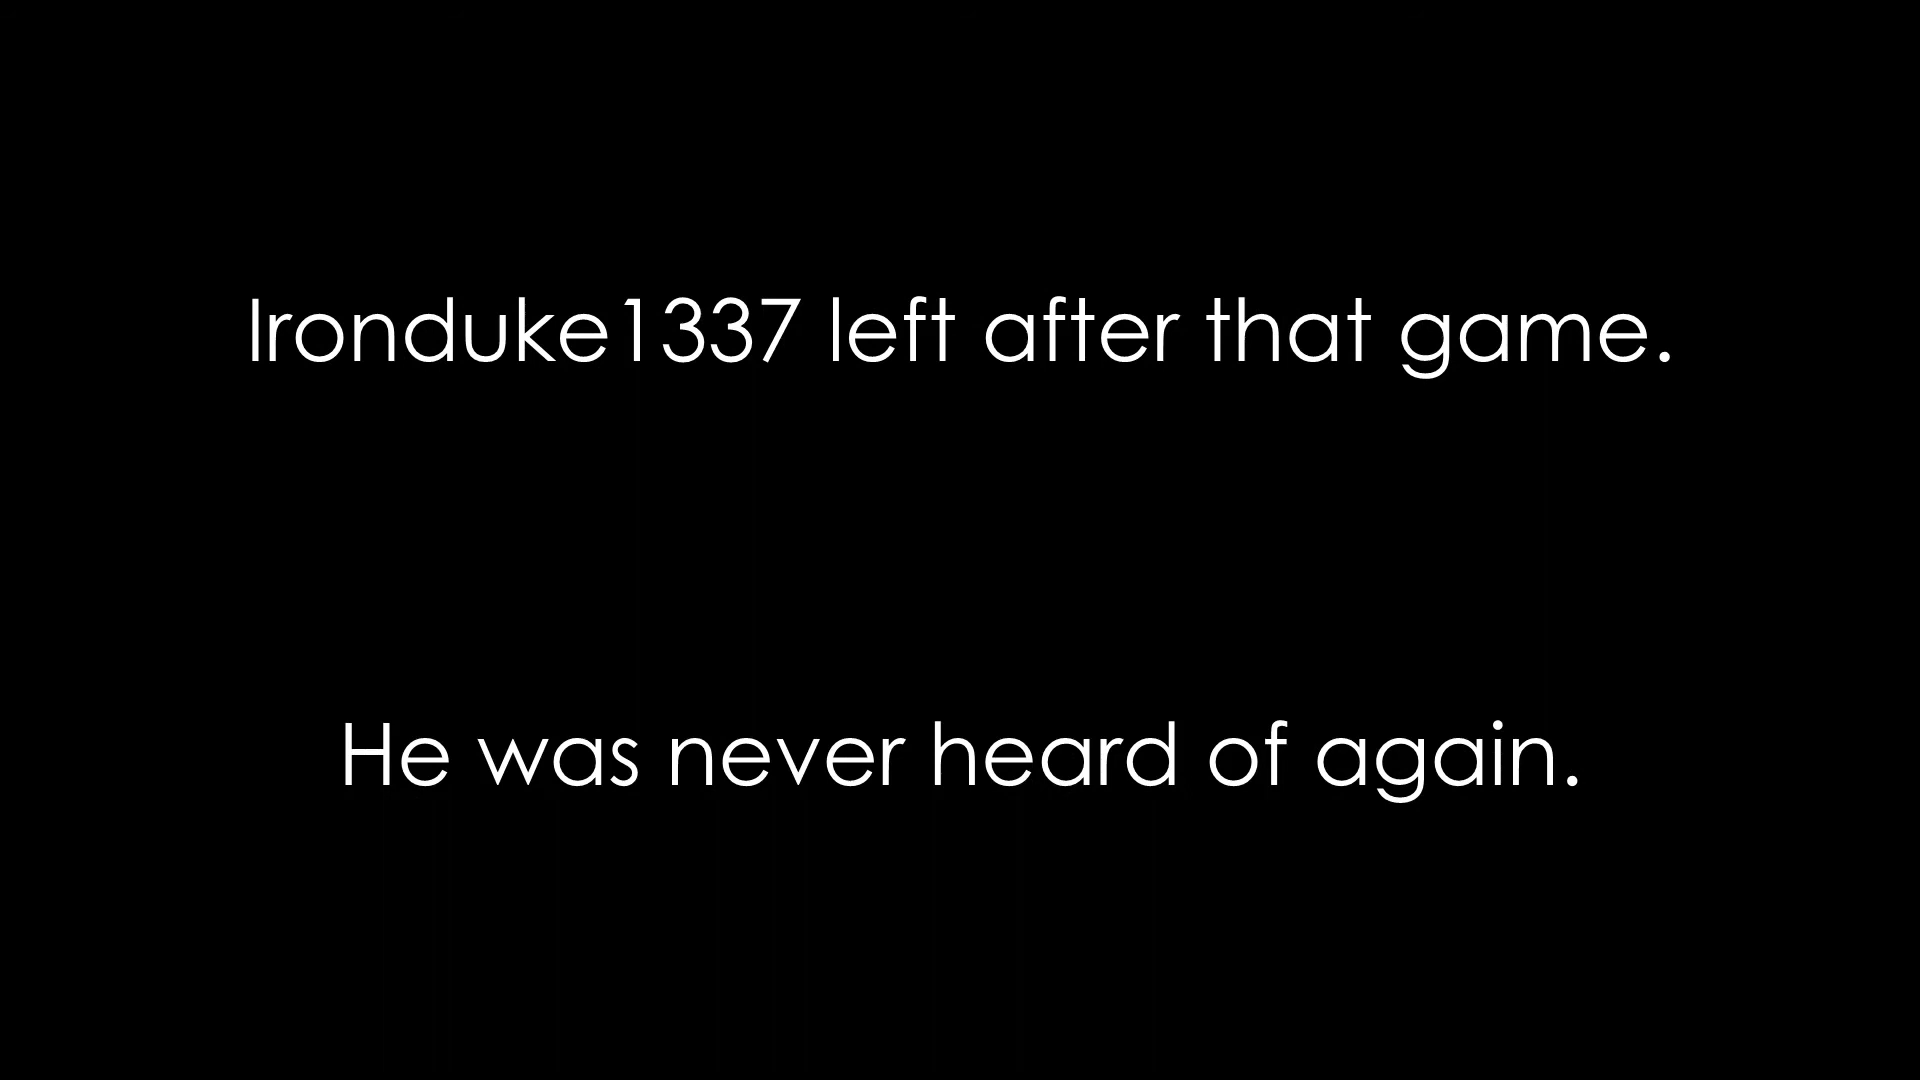 Ironduke1337 left after that game.
He was never heard of again.